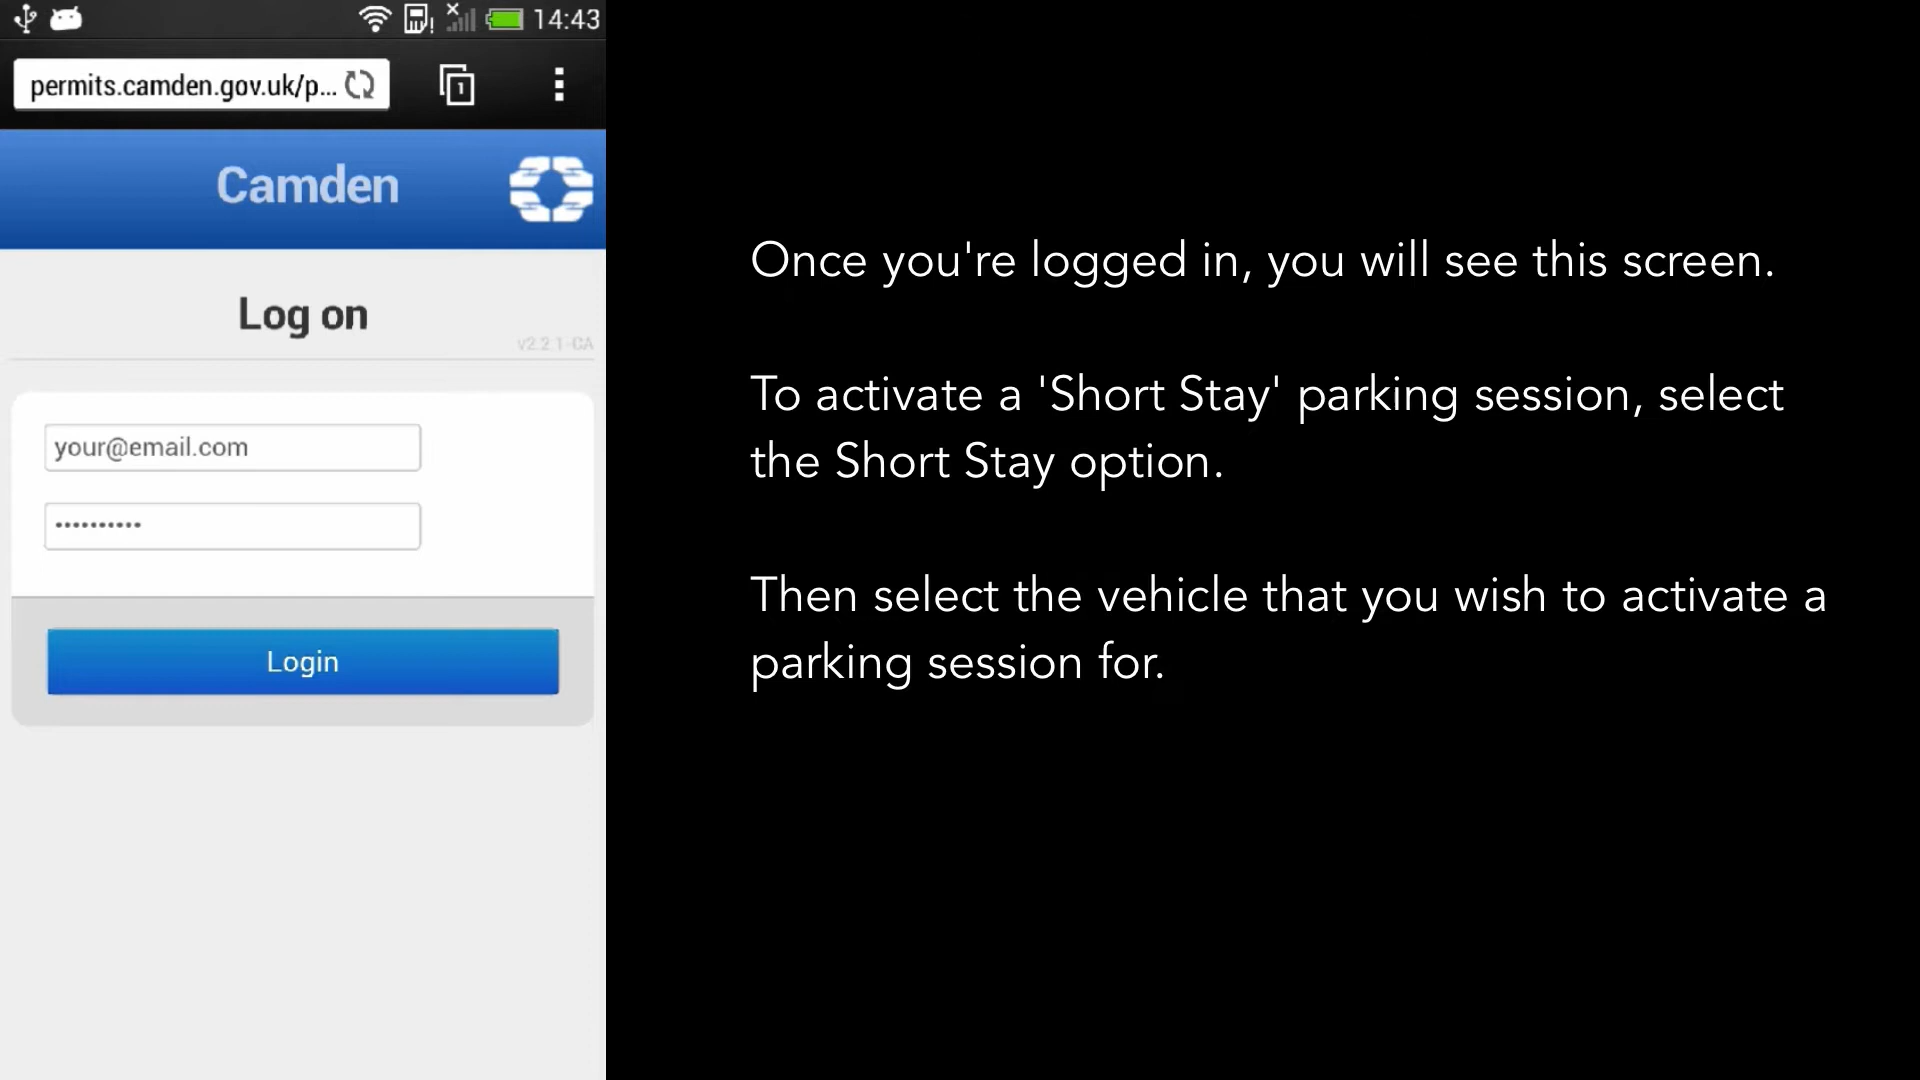 14:43
permits.camden.gov.uk/p...
1
Camden
Log on
v2.2.1-CA
your@email.com
••••••••••
Login
Once you're logged in, you will see this screen.
To activate a 'Short Stay' parking session, select
the Short Stay option.
Then select the vehicle that you wish to activate a
parking session for.